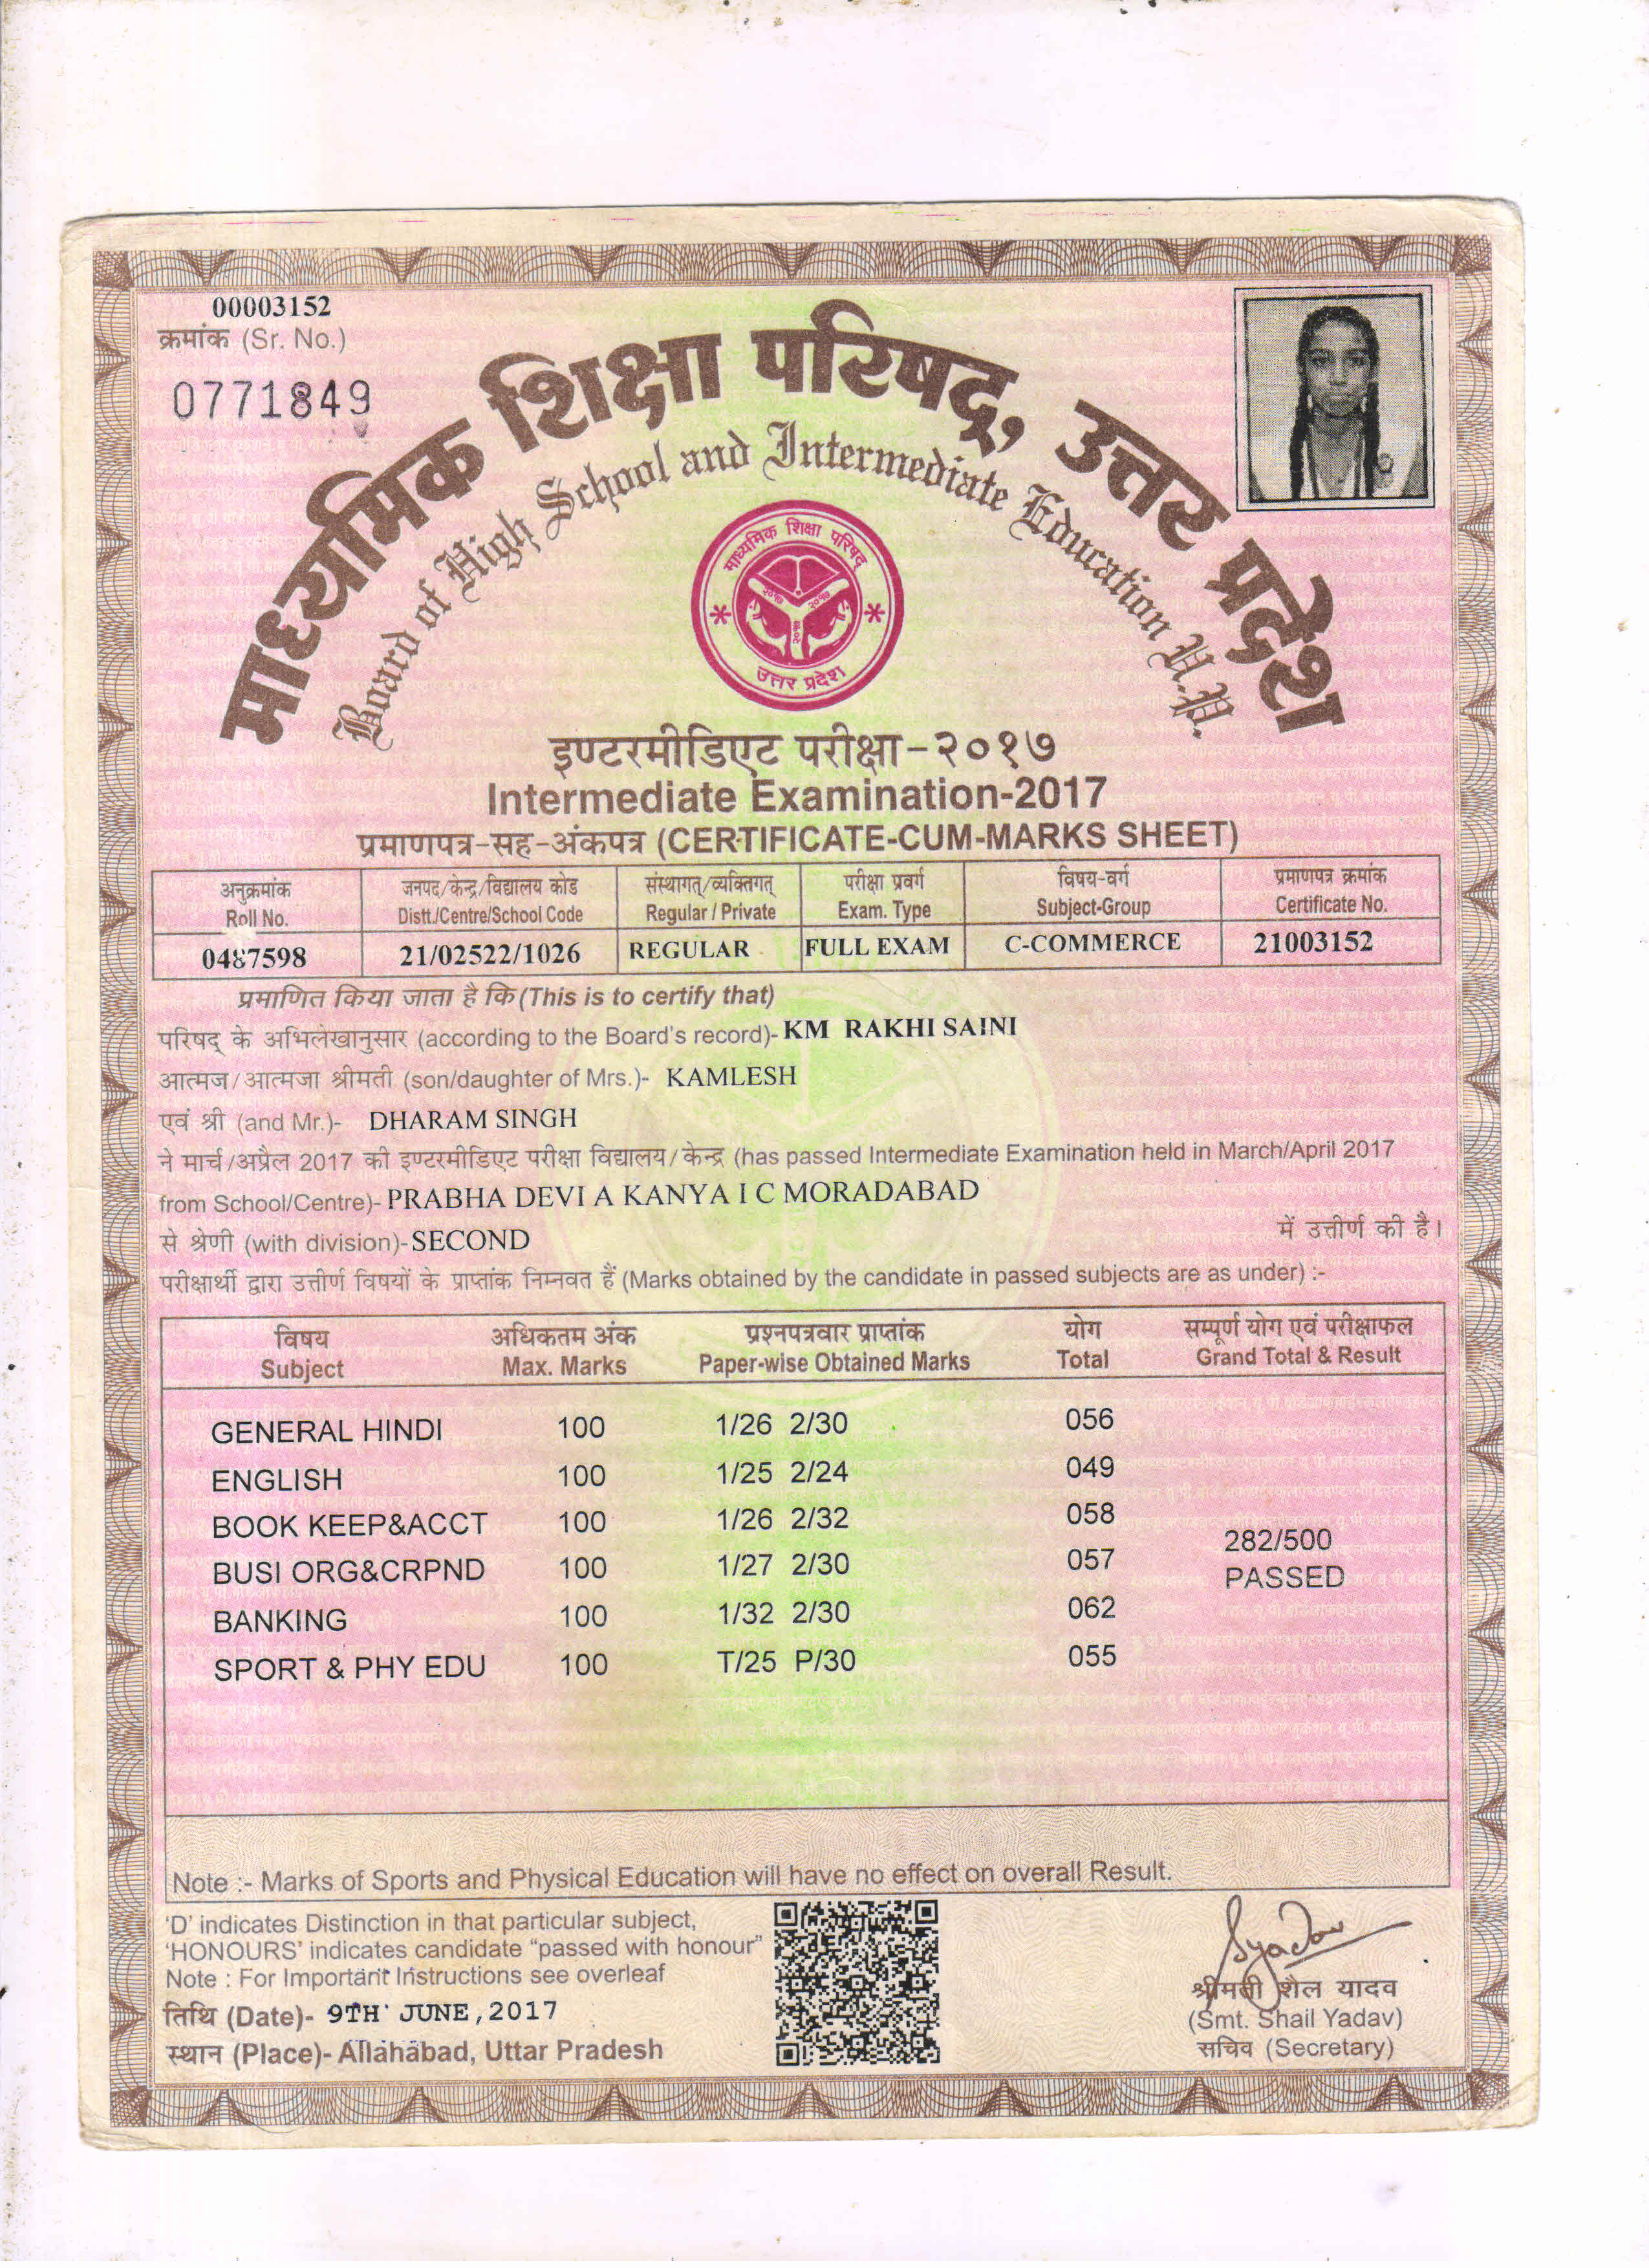 00003152
क्रमांक (Sr. No.)
0771849
माध्यमिक शिक्षा परिषद्, उत्तर प्रदेश
Board of High School and Intermediate Education U.P.
माध्यमिक शिक्षा परिषद्
उत्तर प्रदेश
इण्टरमीडिएट परीक्षा-२०१७
Intermediate Examination-2017
प्रमाणपत्र-सह-अंकपत्र (CERTIFICATE-CUM-MARKS SHEET)
अनुक्रमांक जनपद/केन्द्र/विद्यालय कोड संस्थागत्/व्यक्तिगत् परीक्षा प्रवर्ग विषय-वर्ग प्रमाणपत्र क्रमांक
Roll No. Distt./Centre/School Code Regular / Private Exam. Type Subject-Group Certificate No.
0487598 21/02522/1026 REGULAR FULL EXAM C-COMMERCE 21003152
प्रमाणित किया जाता है कि (This is to certify that)
परिषद् के अभिलेखानुसार (according to the Board's record)- KM RAKHI SAINI
आत्मज/आत्मजा श्रीमती (son/daughter of Mrs.)- KAMLESH
एवं श्री (and Mr.)- DHARAM SINGH
ने मार्च/अप्रैल 2017 की इण्टरमीडिएट परीक्षा विद्यालय/केन्द्र (has passed Intermediate Examination held in March/April 2017
from School/Centre)- PRABHA DEVI A KANYA I C MORADABAD
से श्रेणी (with division)- SECOND में उत्तीर्ण की है।
परीक्षार्थी द्वारा उत्तीर्ण विषयों के प्राप्तांक निम्नवत हैं (Marks obtained by the candidate in passed subjects are as under) :-
विषय अधिकतम अंक प्रश्नपत्रवार प्राप्तांक योग सम्पूर्ण योग एवं परीक्षाफल
Subject Max. Marks Paper-wise Obtained Marks Total Grand Total & Result
GENERAL HINDI 100 1/26 2/30 056
ENGLISH 100 1/25 2/24 049
BOOK KEEP&ACCT 100 1/26 2/32 058
282/500
BUSI ORG&CRPND 100 1/27 2/30 057
PASSED
BANKING 100 1/32 2/30 062
SPORT & PHY EDU 100 T/25 P/30 055
Note :- Marks of Sports and Physical Education will have no effect on overall Result.
'D' indicates Distinction in that particular subject,
'HONOURS' indicates candidate "passed with honour"
Note : For Important Instructions see overleaf
तिथि (Date)- 9TH JUNE,2017
स्थान (Place)- Allahabad, Uttar Pradesh
Syadav
श्रीमती शैल यादव
(Smt. Shail Yadav)
सचिव (Secretary)